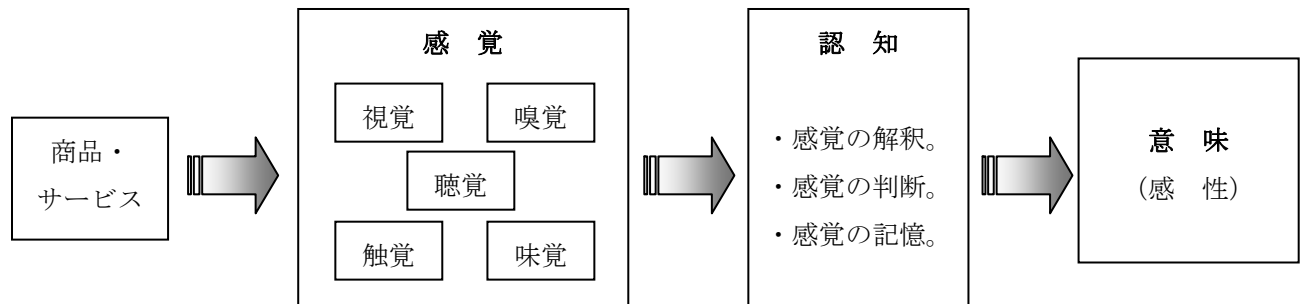 商品・
サービス
感　覚
視覚
嗅覚
聴覚
触覚
味覚
認　知
・感覚の解釈。
・感覚の判断。
・感覚の記憶。
意　味
(感　性)